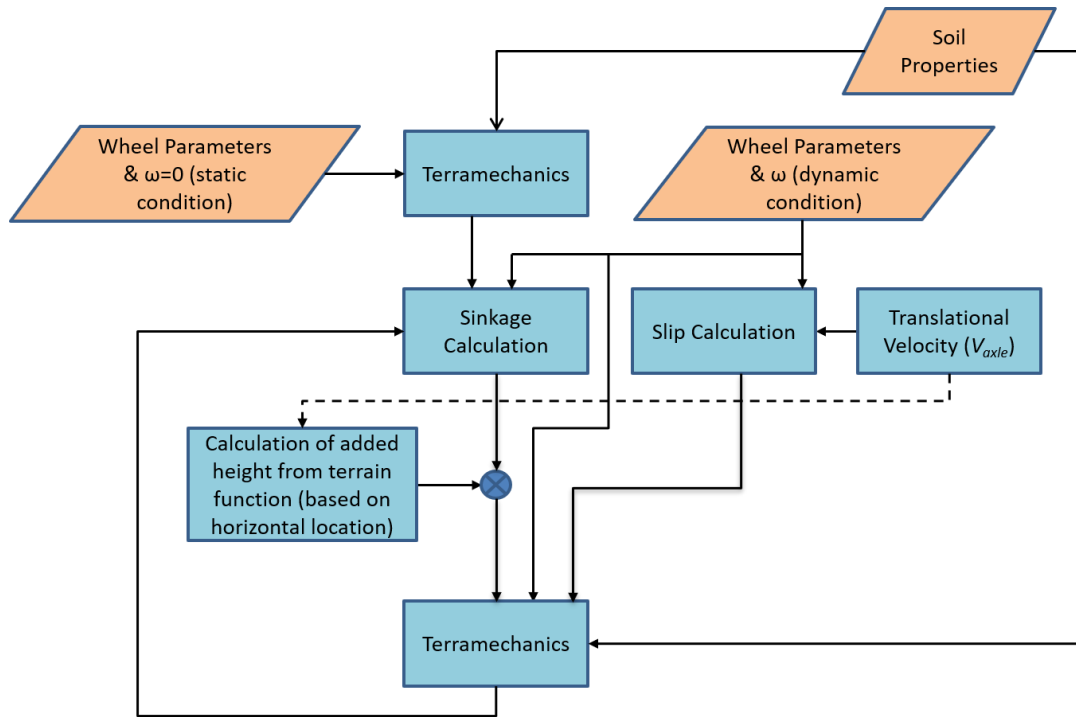 Soil
Properties
Wheel Parameters
& ω=0 (static
condition)
Terramechanics
Wheel Parameters
& ω (dynamic
condition)
Sinkage
Calculation
Slip Calculation
Translational
Velocity (Vaxle)
Calculation of added
height from terrain
function (based on
horizontal location)
Terramechanics